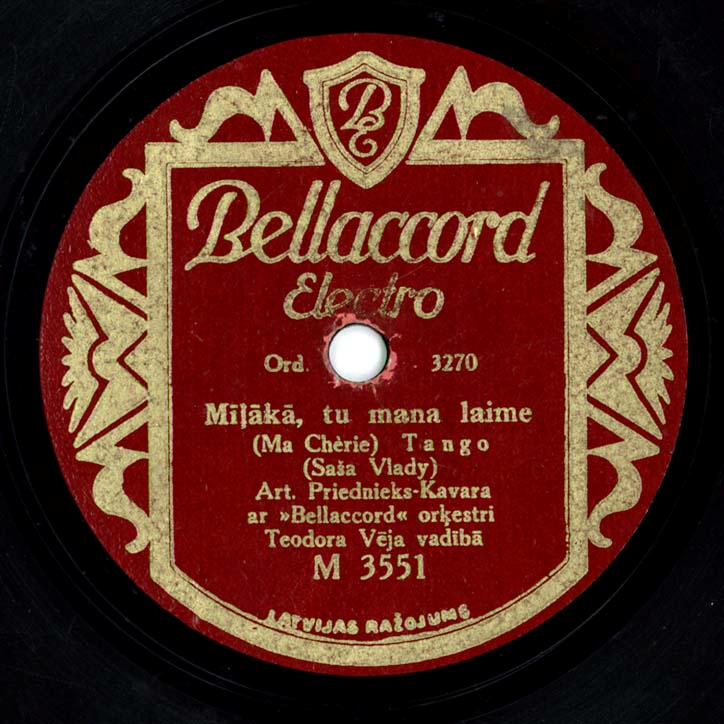 BE
Bellaccord
Electro
Ord. 3270
Mīļākā, tu mana laime
(Ma Chèrie) Tango
(Saša Vlady)
Art. Priednieks-Kavara
ar »Bellaccord« orķestri
Teodora Vēja vadībā
M 3551
LATVIJAS RAŽOJUMS